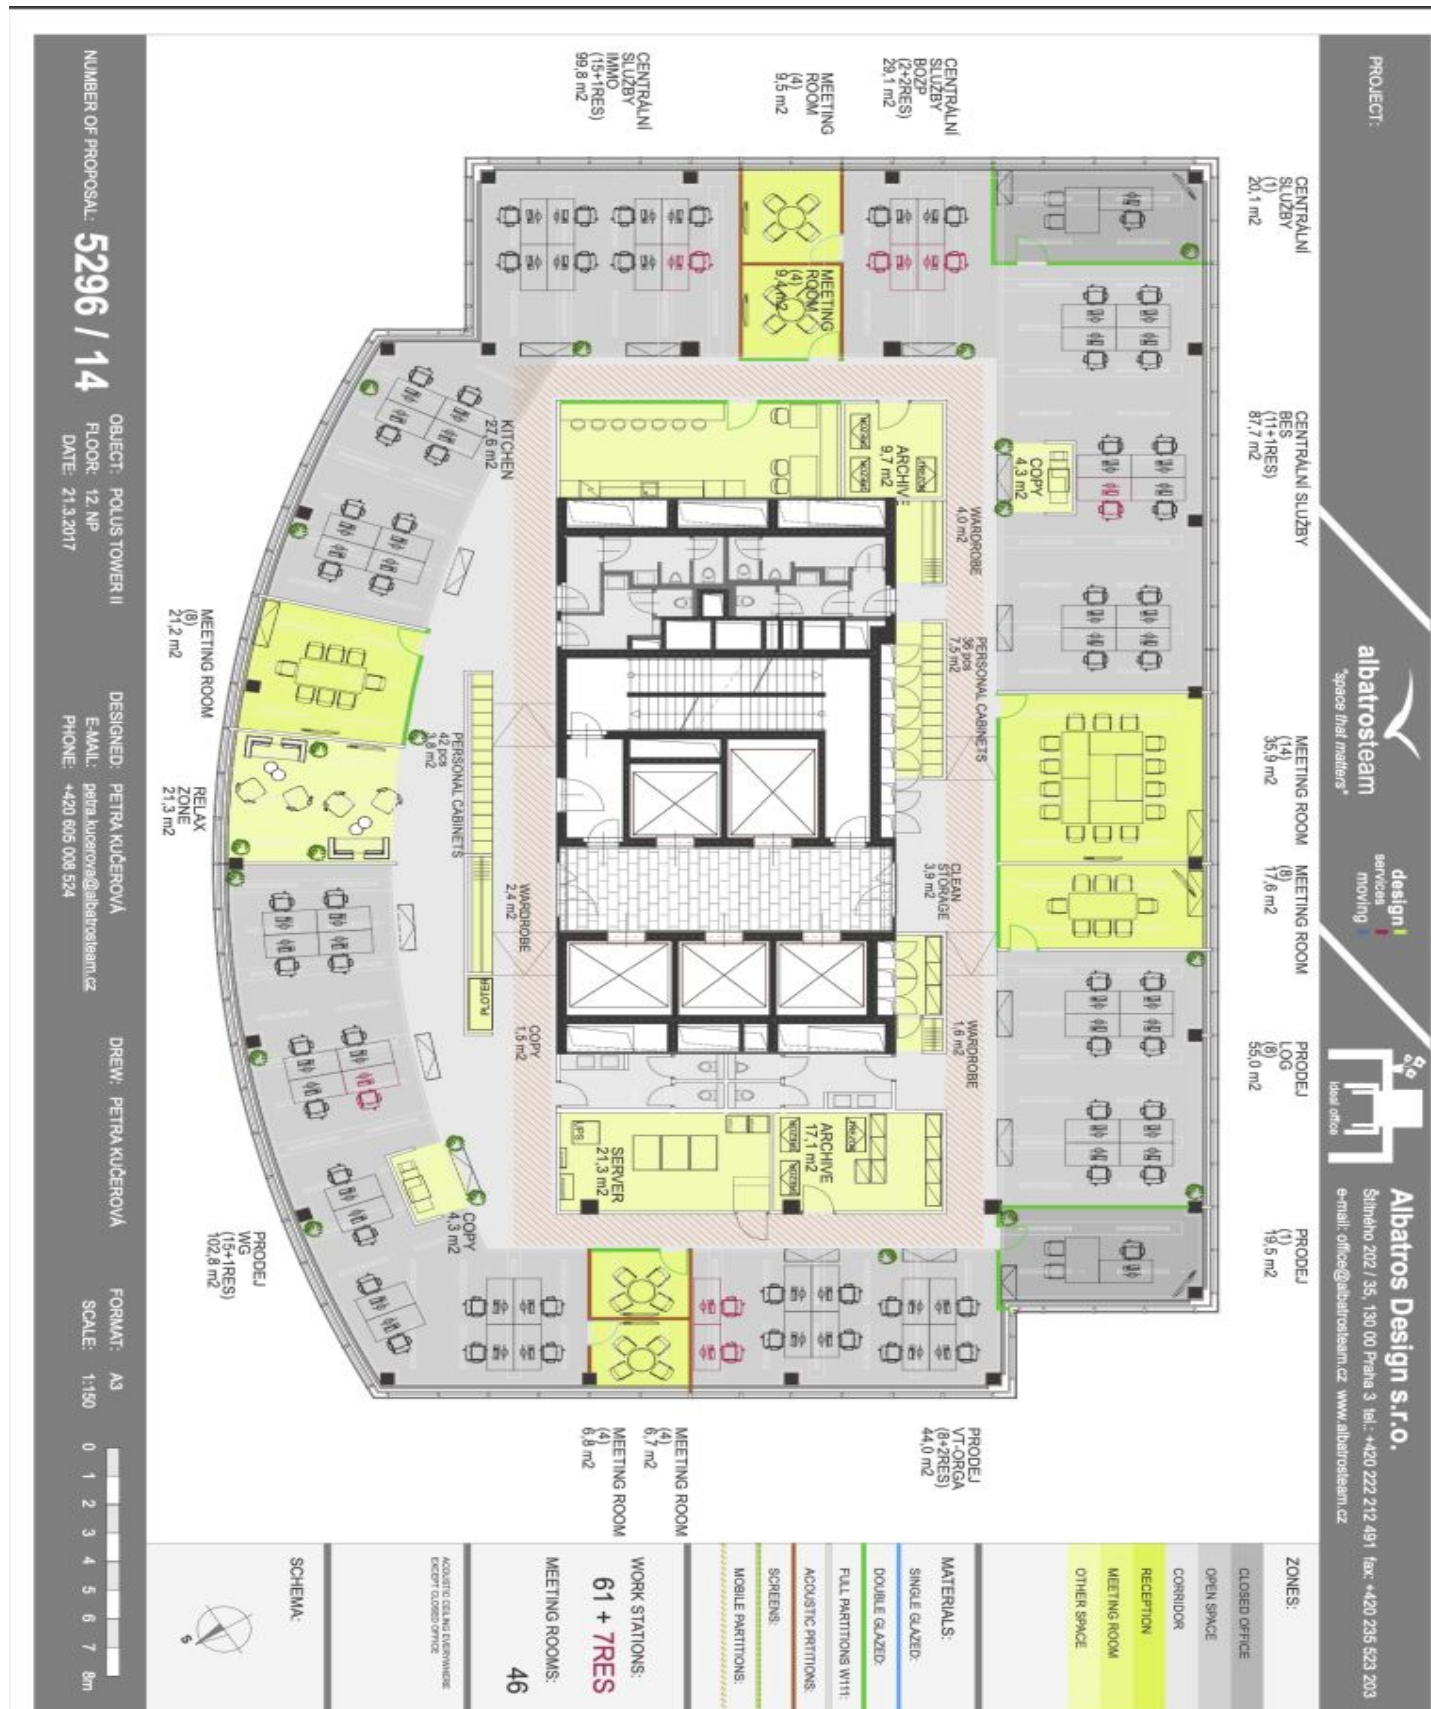 PROJECT:
albatrosteam
"space that matters"
design
services
moving
ideal office
Albatros Design s.r.o.
Štítného 202 / 35, 130 00 Praha 3 tel.: +420 222 212 491 fax: +420 235 523 203
e-mail: office@albatrosteam.cz www.albatrosteam.cz
CENTRÁLNÍ
SLUŽBY
(1)
20,1 m2
CENTRÁLNÍ SLUŽBY
BES
(11+1RES)
87,7 m2
MEETING ROOM
(14)
35,9 m2
MEETING ROOM
(8)
17,6 m2
PRODEJ
LOG
(8)
55,0 m2
PRODEJ
(1)
19,5 m2
CENTRÁLNÍ
SLUŽBY
BOZP
(2+2RES)
29,1 m2
MEETING
ROOM
(4)
9,5 m2
CENTRÁLNÍ
SLUŽBY
IMMO
(15+1RES)
99,8 m2
MEETING
ROOM
(4)
9,4 m2
COPY
4,3 m2
ARCHIVE
9,7 m2
WARDROBE
4,0 m2
PERSONAL CABINETS
36 pcs
7,5 m2
CLEAN
STORAGE
3,9 m2
WARDROBE
1,6 m2
ARCHIVE
17,1 m2
SERVER
21,3 m2
UPS
KITCHEN
27,6 m2
PERSONAL CABINETS
42 pcs
3,8 m2
WARDROBE
2,4 m2
PLOTER
COPY
1,5 m2
COPY
4,3 m2
MEETING ROOM
(8)
21,2 m2
RELAX
ZONE
21,3 m2
PRODEJ
WG
(15+1RES)
102,8 m2
PRODEJ
VT-ORGA
(8+2RES)
44,0 m2
MEETING ROOM
(4)
6,7 m2
MEETING ROOM
(4)
6,8 m2
ZONES:
CLOSED OFFICE
OPEN SPACE
CORRIDOR
RECEPTION
MEETING ROOM
OTHER SPACE
MATERIALS:
SINGLE GLAZED:
DOUBLE GLAZED:
FULL PARTITIONS W111:
ACOUSTIC PRTITIONS:
SCREENS:
MOBILE PARTITIONS:
WORK STATIONS:
61 + 7RES
MEETING ROOMS:
46
ACOUSTIC CEILING EVERYWHERE
EXCEPT CLOSED OFFICE
SCHEMA:
S
NUMBER OF PROPOSAL: 5296 / 14
OBJECT: POLUS TOWER II
FLOOR: 12. NP
DATE: 21.3.2017
DESIGNED: PETRA KUČEROVÁ
E-MAIL: petra.kucerova@albatrosteam.cz
PHONE: +420 605 008 524
DREW: PETRA KUČEROVÁ
FORMAT: A3
SCALE: 1:150
0 1 2 3 4 5 6 7 8m